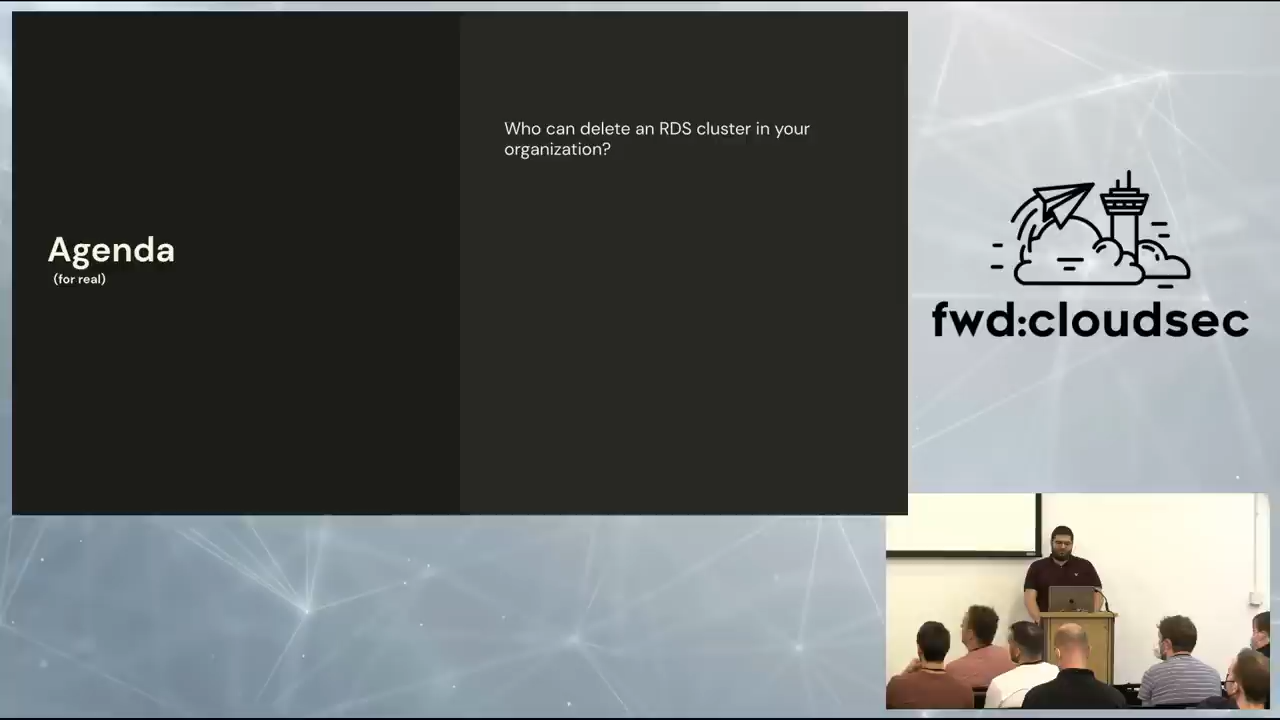 Agenda
(for real)
Who can delete an RDS cluster in your
organization?
fwd:cloudsec